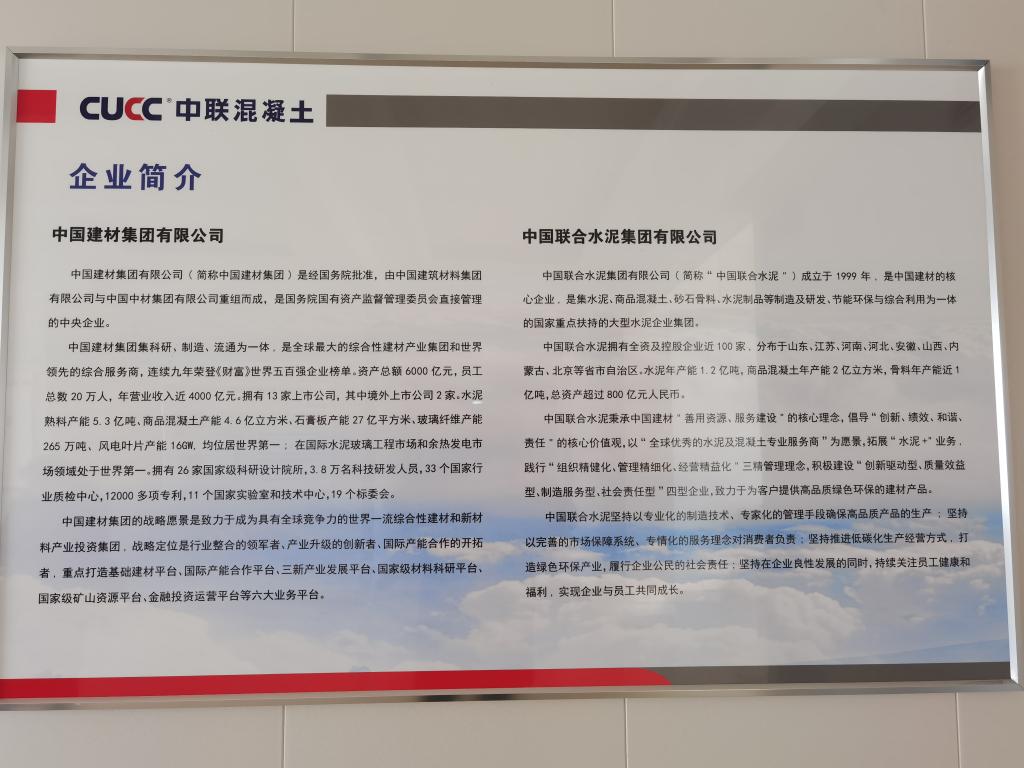 CUCC®中联混凝土
企业简介
中国建材集团有限公司
中国建材集团有限公司（简称中国建材集团）是经国务院批准，由中国建筑材料集团
有限公司与中国中材集团有限公司重组而成，是国务院国有资产监督管理委员会直接管理
的中央企业。
中国建材集团集科研、制造、流通为一体，是全球最大的综合性建材产业集团和世界
领先的综合服务商，连续九年荣登《财富》世界五百强企业榜单。资产总额6000亿元，员工
总数20万人，年营业收入近4000亿元。拥有13家上市公司，其中境外上市公司2家。水泥
熟料产能5.3亿吨、商品混凝土产能4.6亿立方米、石膏板产能27亿平方米、玻璃纤维产能
265万吨、风电叶片产能16GW，均位居世界第一；在国际水泥玻璃工程市场和余热发电市
场领域处于世界第一。拥有26家国家级科研设计院所，3.8万名科技研发人员，33个国家行
业质检中心，12000多项专利，11个国家实验室和技术中心，19个标委会。
中国建材集团的战略愿景是致力于成为具有全球竞争力的世界一流综合性建材和新材
料产业投资集团，战略定位是行业整合的领军者、产业升级的创新者、国际产能合作的开拓
者，重点打造基础建材平台、国际产能合作平台、三新产业发展平台、国家级材料科研平台、
国家级矿山资源平台、金融投资运营平台等六大业务平台。
中国联合水泥集团有限公司
中国联合水泥集团有限公司（简称“中国联合水泥”）成立于1999年，是中国建材的核
心企业，是集水泥、商品混凝土、砂石骨料、水泥制品等制造及研发、节能环保与综合利用为一体
的国家重点扶持的大型水泥企业集团。
中国联合水泥拥有全资及控股企业近100家，分布于山东、江苏、河南、河北、安徽、山西、内
蒙古、北京等省市自治区。水泥年产能1.2亿吨，商品混凝土年产能2亿立方米，骨料年产能近1
亿吨，总资产超过800亿元人民币。
中国联合水泥秉承中国建材“善用资源、服务建设”的核心理念，倡导“创新、绩效、和谐、
责任”的核心价值观，以“全球优秀的水泥及混凝土专业服务商”为愿景，拓展“水泥+”业务，
践行“组织精健化、管理精细化、经营精益化”三精管理理念，积极建设“创新驱动型、质量效益
型、制造服务型、社会责任型”四型企业，致力于为客户提供高品质绿色环保的建材产品。
中国联合水泥坚持以专业化的制造技术、专家化的管理手段确保高品质产品的生产；坚持
以完善的市场保障系统、专情化的服务理念对消费者负责；坚持推进低碳化生产经营方式，打
造绿色环保产业，履行企业公民的社会责任；坚持在企业良性发展的同时，持续关注员工健康和
福利，实现企业与员工共同成长。